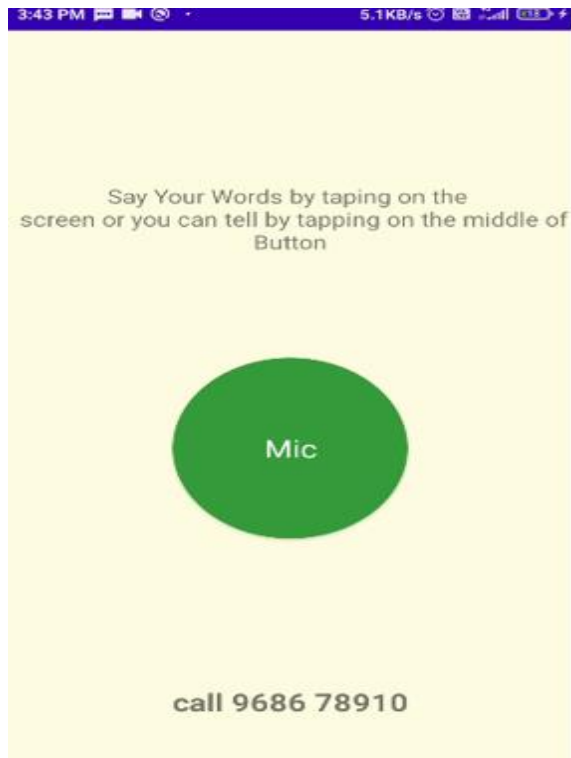 3:43 PM 5.1KB/s
Say Your Words by taping on the
screen or you can tell by tapping on the middle of
Button
Mic
call 9686 78910